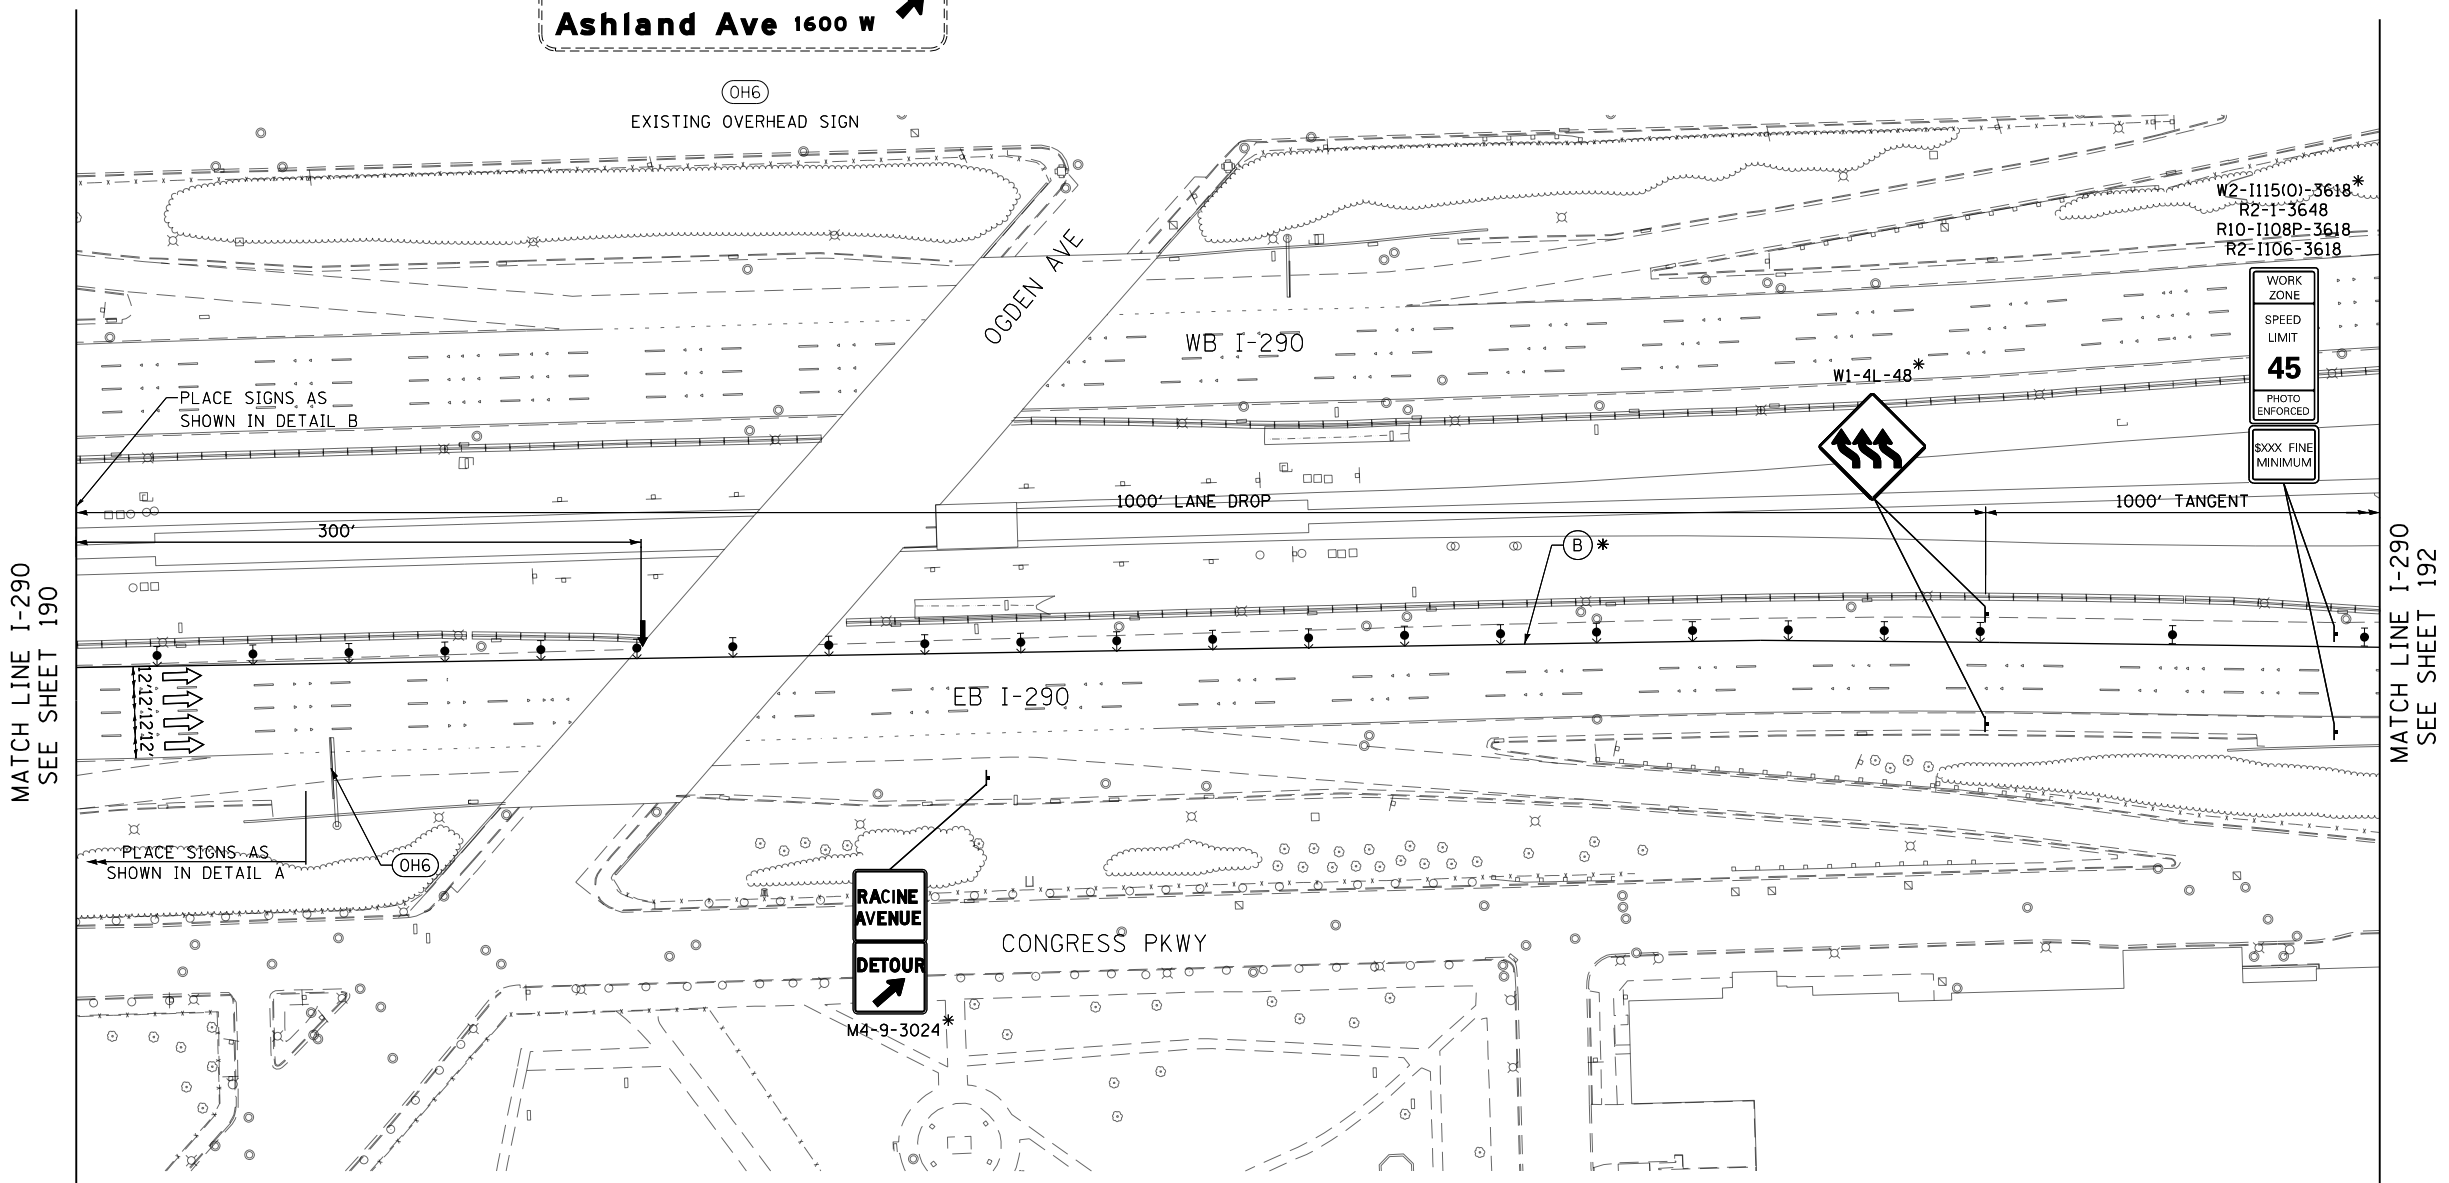 Ashland Ave 1600 W
OH6
EXISTING OVERHEAD SIGN
OGDEN AVE
WB I-290
W2-I115(O)-3618*
R2-I-3648
R10-I108P-3618
R2-I106-3618
WORK
ZONE
SPEED
LIMIT
45
PHOTO
ENFORCED
$XXX FINE
MINIMUM
W1-4L-48*
PLACE SIGNS AS
SHOWN IN DETAIL B
1000' LANE DROP
1000' TANGENT
300'
B *
MATCH LINE I-290
SEE SHEET 190
MATCH LINE I-290
SEE SHEET 192
12'12'12'12'
EB I-290
PLACE SIGNS AS
SHOWN IN DETAIL A
OH6
RACINE
AVENUE
DETOUR
M4-9-3024*
CONGRESS PKWY